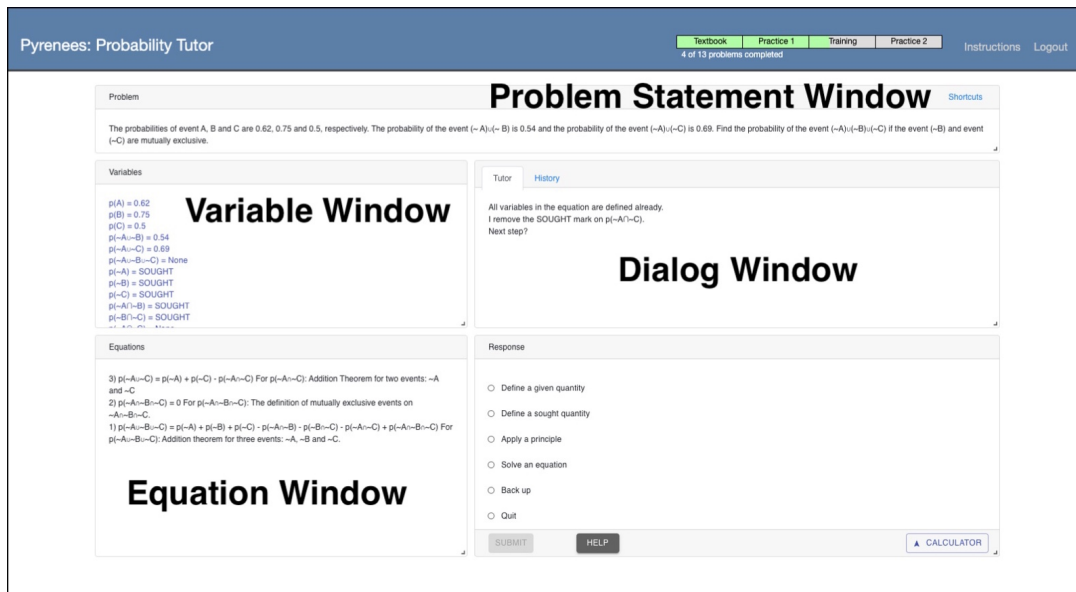 Pyrenees: Probability Tutor
Textbook Practice 1 Training Practice 2
4 of 13 problems completed
Instructions Logout
Problem
Problem Statement Window
Shortcuts
The probabilities of event A, B and C are 0.62, 0.75 and 0.5, respectively. The probability of the event (~ A)∪(~ B) is 0.54 and the probability of the event (~A)∪(~C) is 0.69. Find the probability of the event (~A)∪(~B)∪(~C) if the event (~B) and event
(~C) are mutually exclusive.
Variables
p(A) = 0.62
p(B) = 0.75
p(C) = 0.5
p(~A∪~B) = 0.54
p(~A∪~C) = 0.69
p(~A∪~B∪~C) = None
p(~A) = SOUGHT
p(~B) = SOUGHT
p(~C) = SOUGHT
p(~A∩~B) = SOUGHT
p(~B∩~C) = SOUGHT
Variable Window
Tutor History
All variables in the equation are defined already.
I remove the SOUGHT mark on p(~A∩~C).
Next step?
Dialog Window
Equations
3) p(~A∪~C) = p(~A) + p(~C) - p(~A∩~C) For p(~A∩~C): Addition Theorem for two events: ~A
and ~C
2) p(~A∩~B∩~C) = 0 For p(~A∩~B∩~C): The definition of mutually exclusive events on
~A∩~B∩~C.
1) p(~A∪~B∪~C) = p(~A) + p(~B) + p(~C) - p(~A∩~B) - p(~B∩~C) - p(~A∩~C) + p(~A∩~B∩~C) For
p(~A∪~B∪~C): Addition theorem for three events: ~A, ~B and ~C.
Equation Window
Response
Define a given quantity
Define a sought quantity
Apply a principle
Solve an equation
Back up
Quit
SUBMIT HELP CALCULATOR